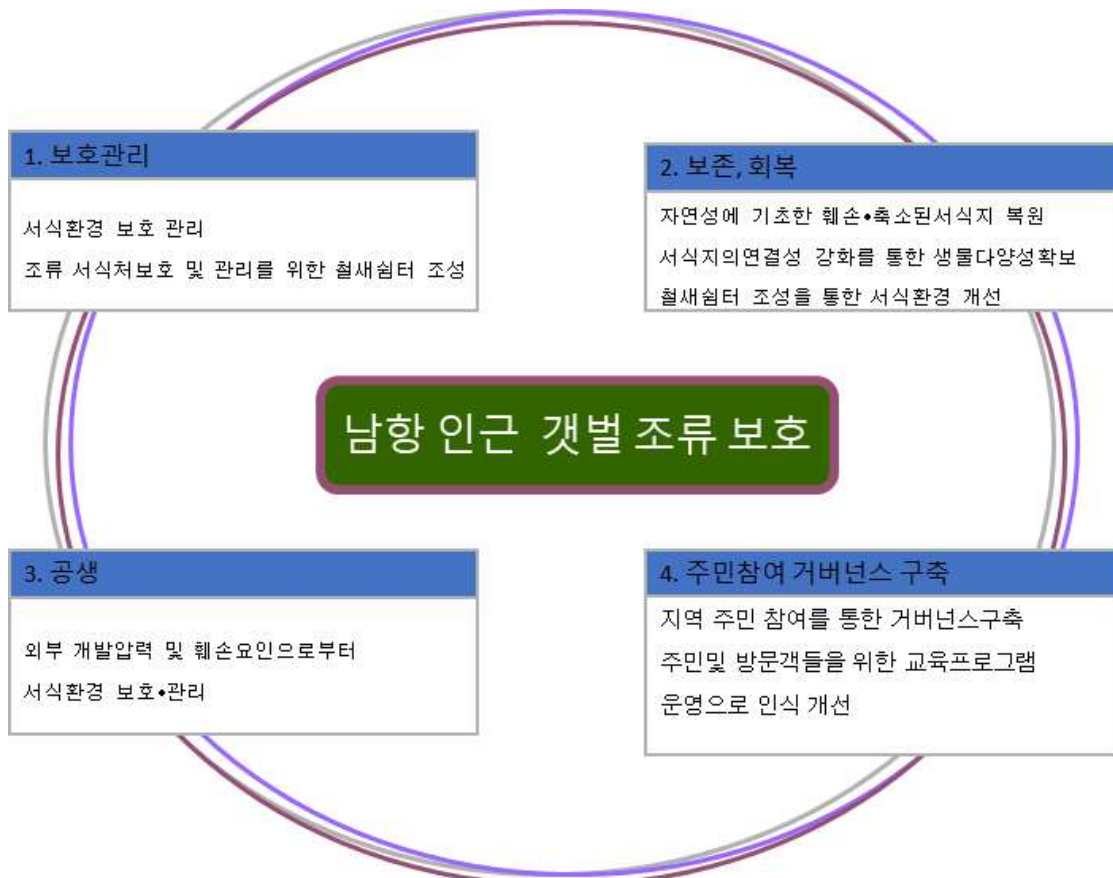 1. 보호관리
서식환경 보호 관리
조류 서식처보호 및 관리를 위한 철새쉼터 조성
2. 보존, 회복
자연성에 기초한 훼손•축소된서식지 복원
서식지의연결성 강화를 통한 생물다양성확보
철새쉼터 조성을 통한 서식환경 개선
남항 인근 갯벌 조류 보호
3. 공생
외부 개발압력 및 훼손요인으로부터
서식환경 보호•관리
4. 주민참여 거버넌스 구축
지역 주민 참여를 통한 거버넌스구축
주민및 방문객들을 위한 교육프로그램
운영으로 인식 개선